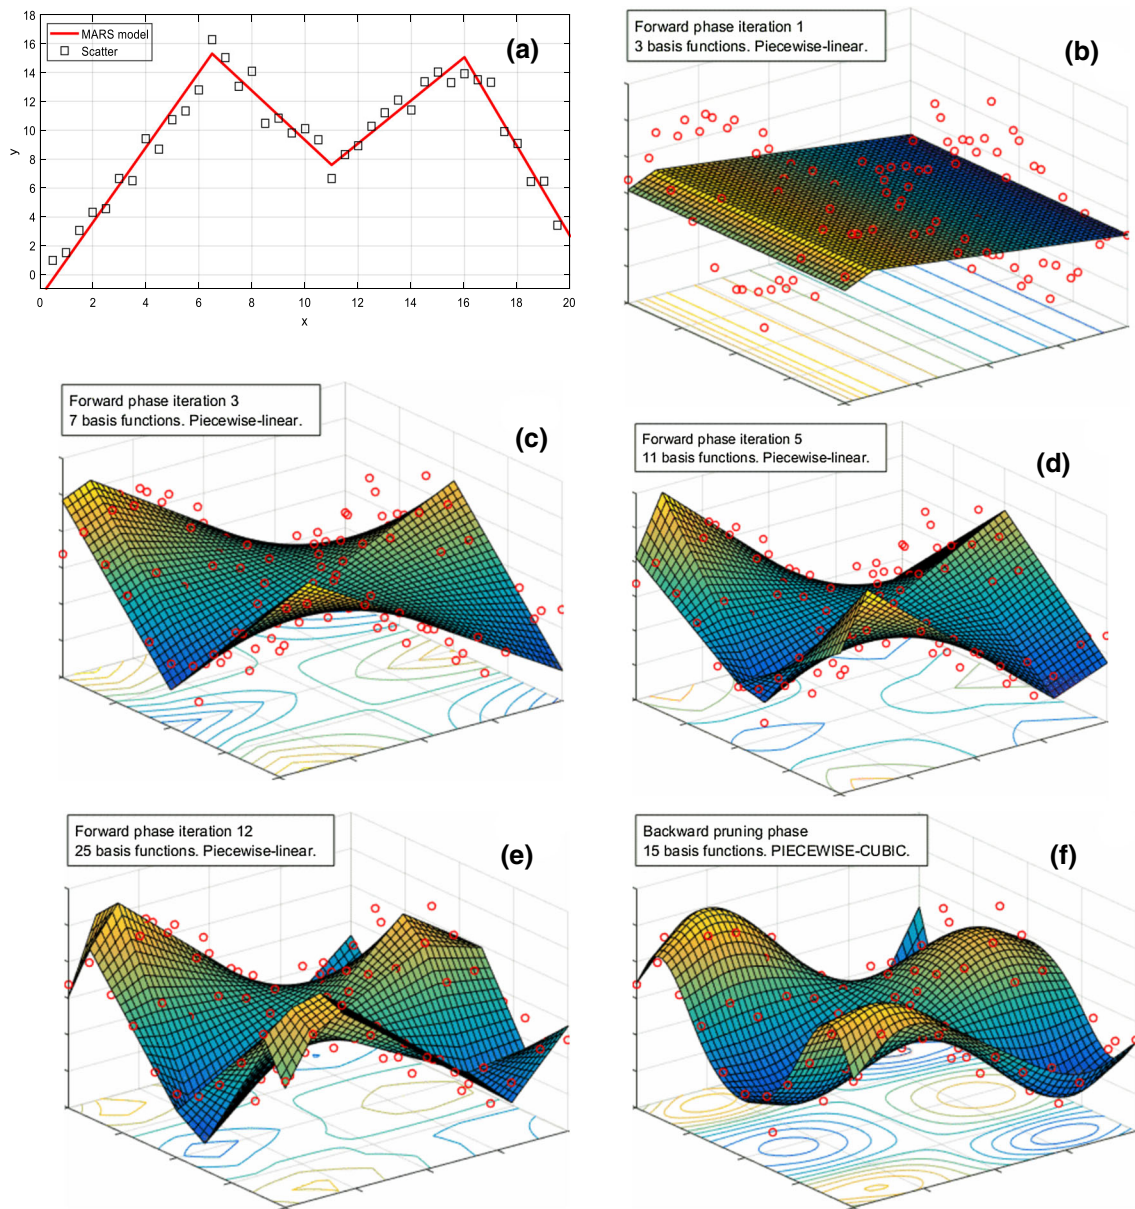 MARS model
Scatter
(a)
18
16
14
12
10
8
6
4
2
0
y
0 2 4 6 8 10 12 14 16 18 20
x
Forward phase iteration 1
3 basis functions. Piecewise-linear.
(b)
Forward phase iteration 3
7 basis functions. Piecewise-linear.
(c)
Forward phase iteration 5
11 basis functions. Piecewise-linear.
(d)
Forward phase iteration 12
25 basis functions. Piecewise-linear.
(e)
Backward pruning phase
15 basis functions. PIECEWISE-CUBIC.
(f)